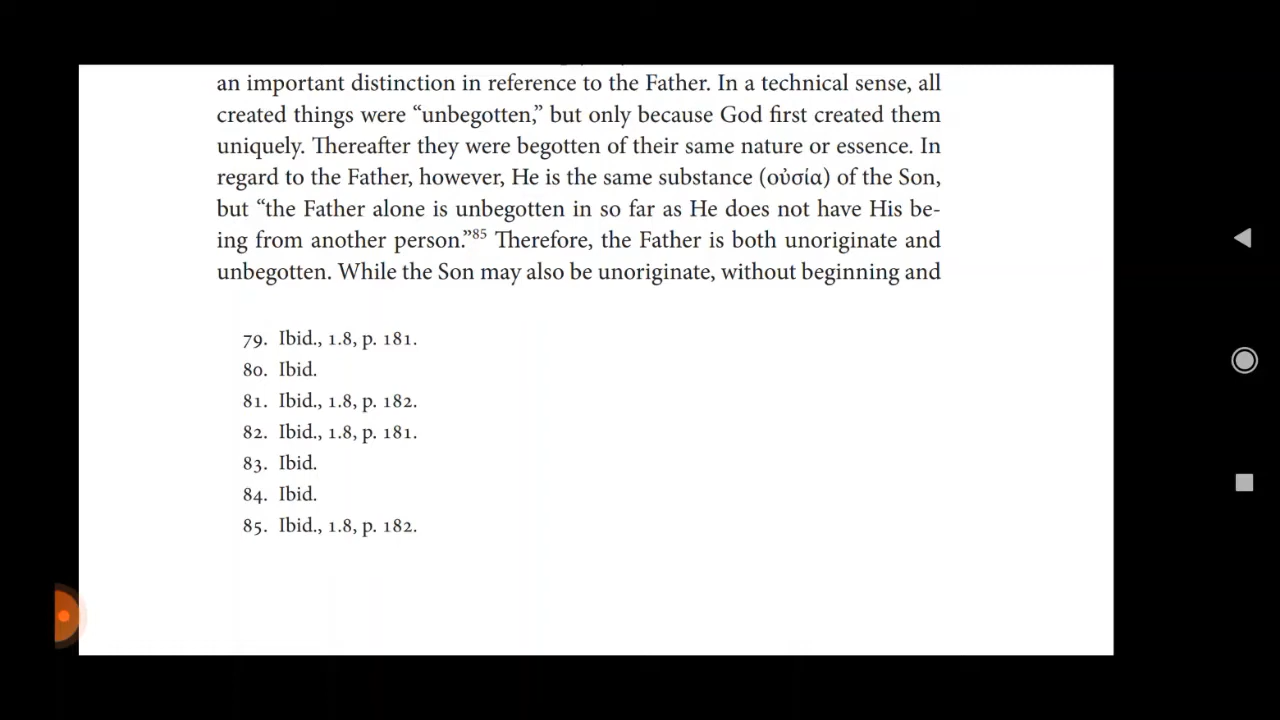 an important distinction in reference to the Father. In a technical sense, all
created things were “unbegotten,” but only because God first created them
uniquely. Thereafter they were begotten of their same nature or essence. In
regard to the Father, however, He is the same substance (οὐσία) of the Son,
but “the Father alone is unbegotten in so far as He does not have His be-
ing from another person.”85 Therefore, the Father is both unoriginate and
unbegotten. While the Son may also be unoriginate, without beginning and
79. Ibid., 1.8, p. 181.
80. Ibid.
81. Ibid., 1.8, p. 182.
82. Ibid., 1.8, p. 181.
83. Ibid.
84. Ibid.
85. Ibid., 1.8, p. 182.